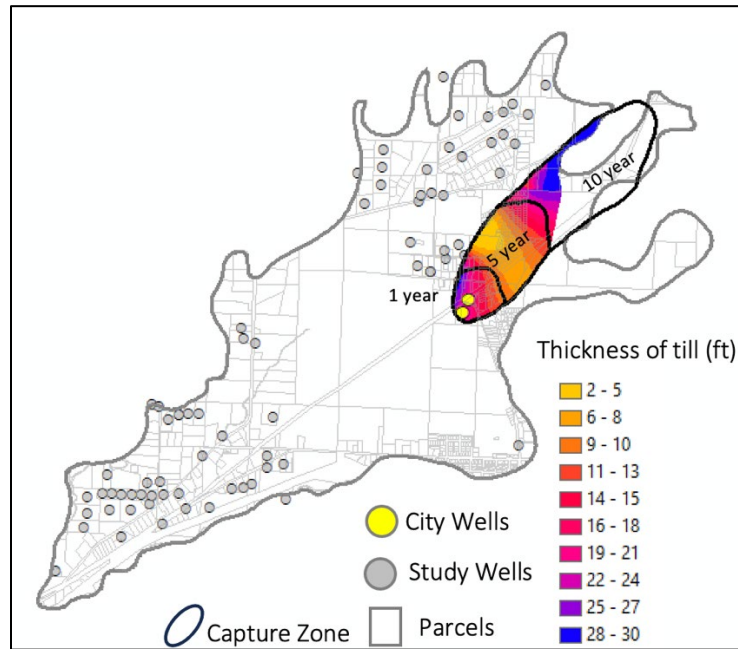 10 year
5 year
1 year
Thickness of till (ft)
2 - 5
6 - 8
9 - 10
11 - 13
14 - 15
16 - 18
19 - 21
22 - 24
25 - 27
28 - 30
City Wells
Study Wells
Capture Zone
Parcels